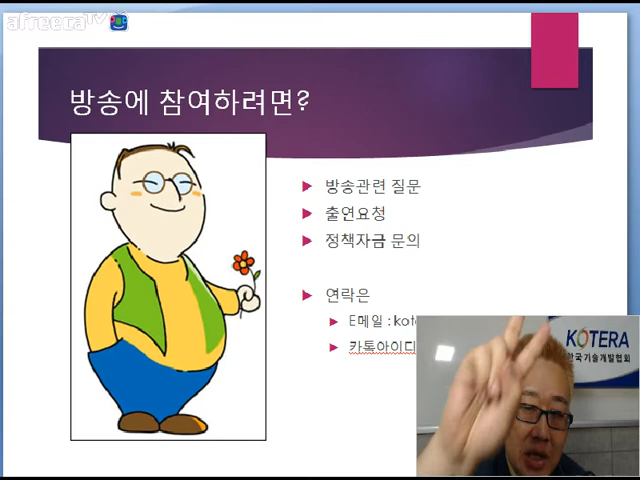 afreecaTV
방송에 참여하려면?
방송관련 질문
출연요청
정책자금 문의
연락은
E메일 : kote
카톡아이디
KOTERA
한국기술개발협회